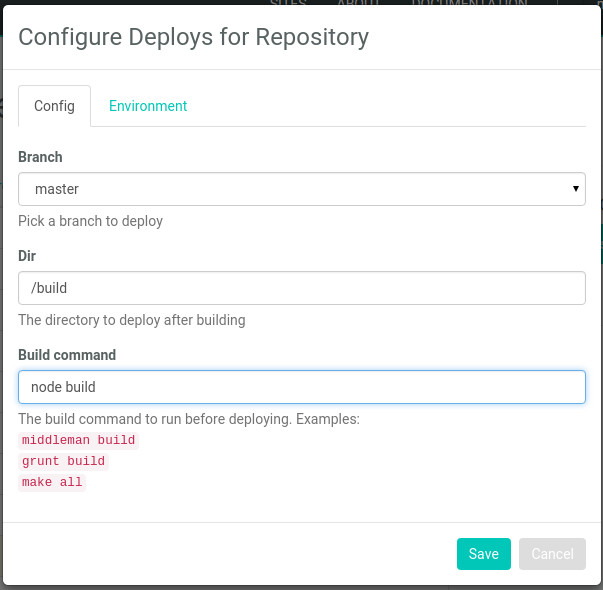 SITES ABOUT DOCUMENTATION
Configure Deploys for Repository
Config Environment
Branch
master
Pick a branch to deploy
Dir
/build
The directory to deploy after building
Build command
node build
The build command to run before deploying. Examples:
middleman build
grunt build
make all
Save Cancel